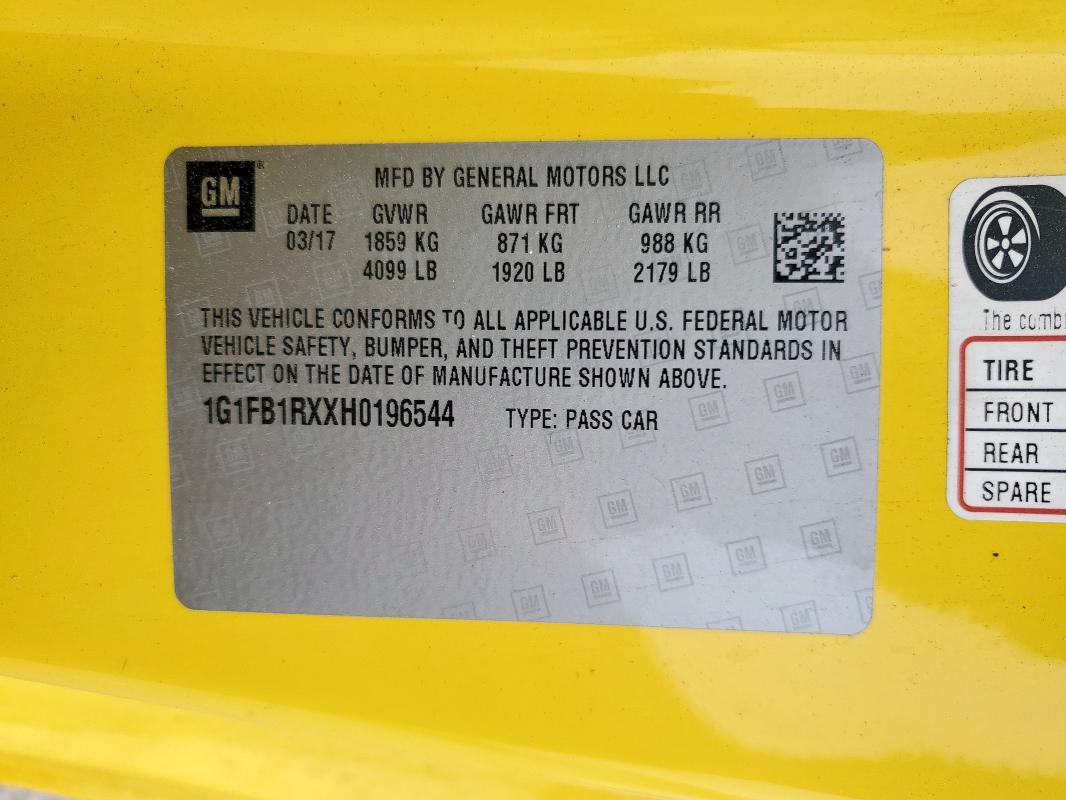 GM
MFD BY GENERAL MOTORS LLC
DATE GVWR GAWR FRT GAWR RR
03/17 1859 KG 871 KG 988 KG
4099 LB 1920 LB 2179 LB
THIS VEHICLE CONFORMS TO ALL APPLICABLE U.S. FEDERAL MOTOR
VEHICLE SAFETY, BUMPER, AND THEFT PREVENTION STANDARDS IN
EFFECT ON THE DATE OF MANUFACTURE SHOWN ABOVE.
1G1FB1RXXH0196544 TYPE: PASS CAR
The
TIRE
FRONT
REAR
SPARE